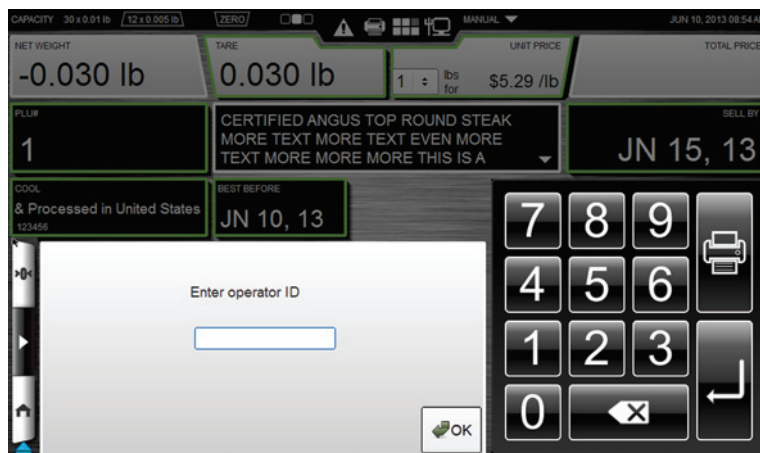 CAPACITY 30 x 0.01 lb 12 x 0.005 lb ZERO MANUAL JUN 10, 2013 08:54 A
NET WEIGHT TARE UNIT PRICE TOTAL PRICE
-0.030 lb 0.030 lb 1 lbs for $5.29 /lb
PLU# SELL BY
1
CERTIFIED ANGUS TOP ROUND STEAK
MORE TEXT MORE TEXT EVEN MORE
TEXT MORE MORE MORE THIS IS A
JN 15, 13
COOL BEST BEFORE
& Processed in United States JN 10, 13
123456
>0<
Enter operator ID
OK
7 8 9
4 5 6
1 2 3
0